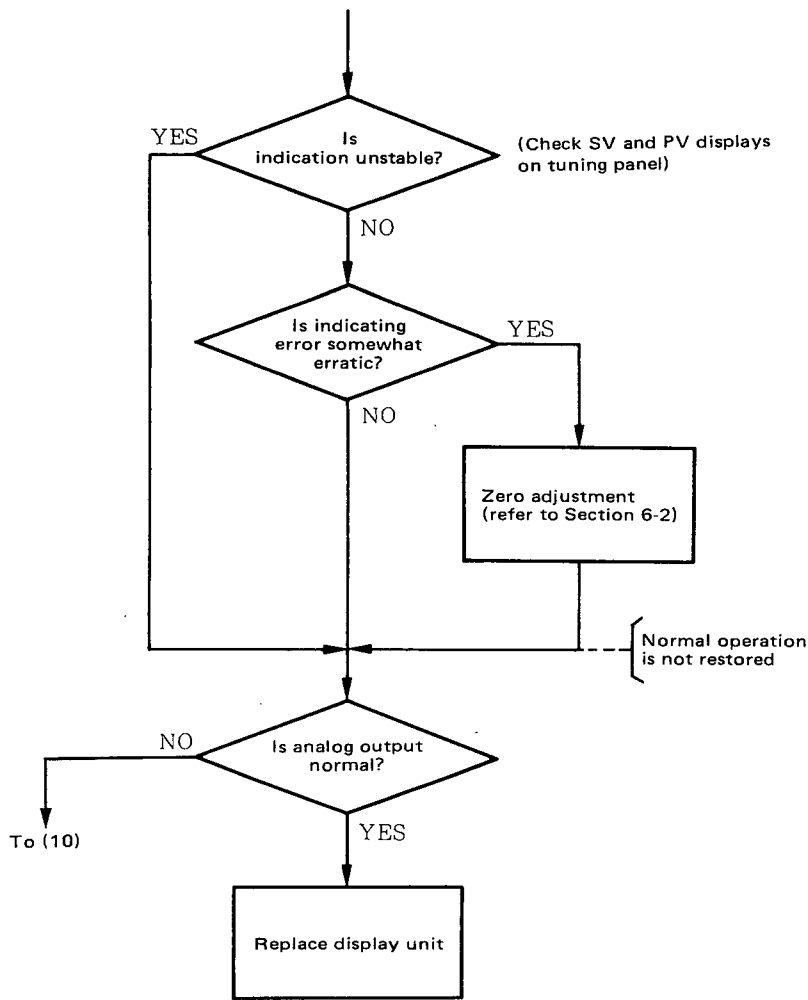 YES
Is
indication unstable?
(Check SV and PV displays
on tuning panel)
NO
Is indicating
error somewhat
erratic?
YES
NO
Zero adjustment
(refer to Section 6-2)
Normal operation
is not restored
NO
Is analog output
normal?
To (10)
YES
Replace display unit